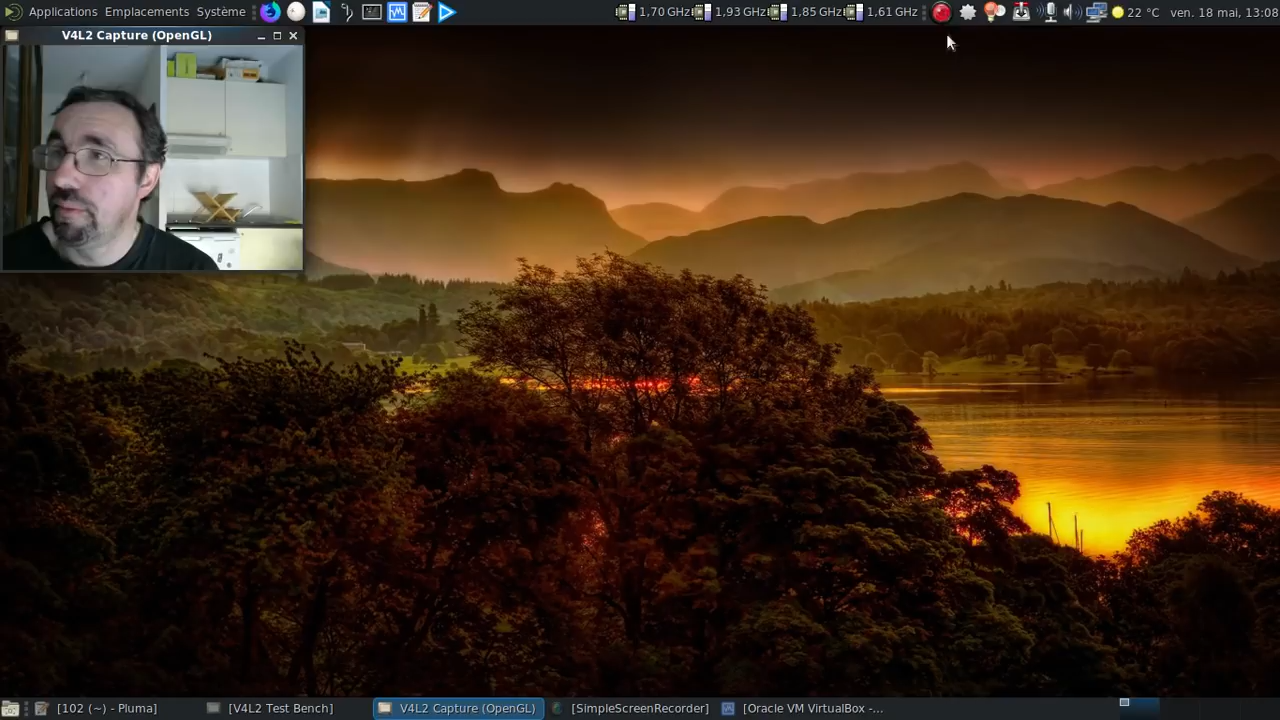 Applications Emplacements Système 1,70 GHz 1,93 GHz 1,85 GHz 1,61 GHz 22 °C ven. 18 mai, 13:08
V4L2 Capture (OpenGL)
[102 (~) - Pluma] [V4L2 Test Bench] V4L2 Capture (OpenGL) [SimpleScreenRecorder] [Oracle VM VirtualBox -...